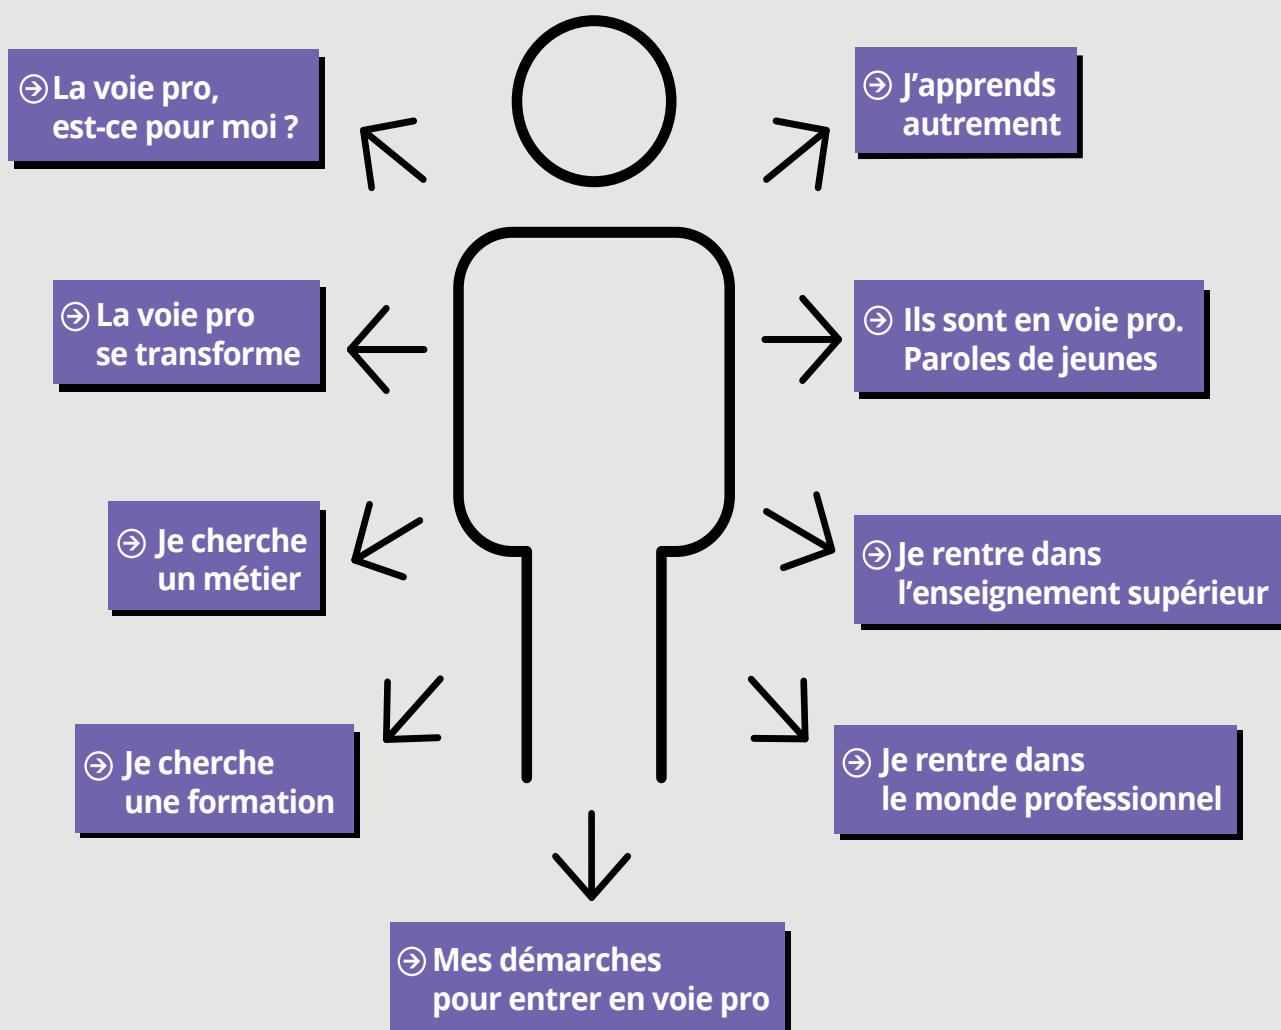 La voie pro,
est-ce pour moi ?
J’apprends
autrement
La voie pro
se transforme
Ils sont en voie pro.
Paroles de jeunes
Je cherche
un métier
Je rentre dans
l’enseignement supérieur
Je cherche
une formation
Je rentre dans
le monde professionnel
Mes démarches
pour entrer en voie pro